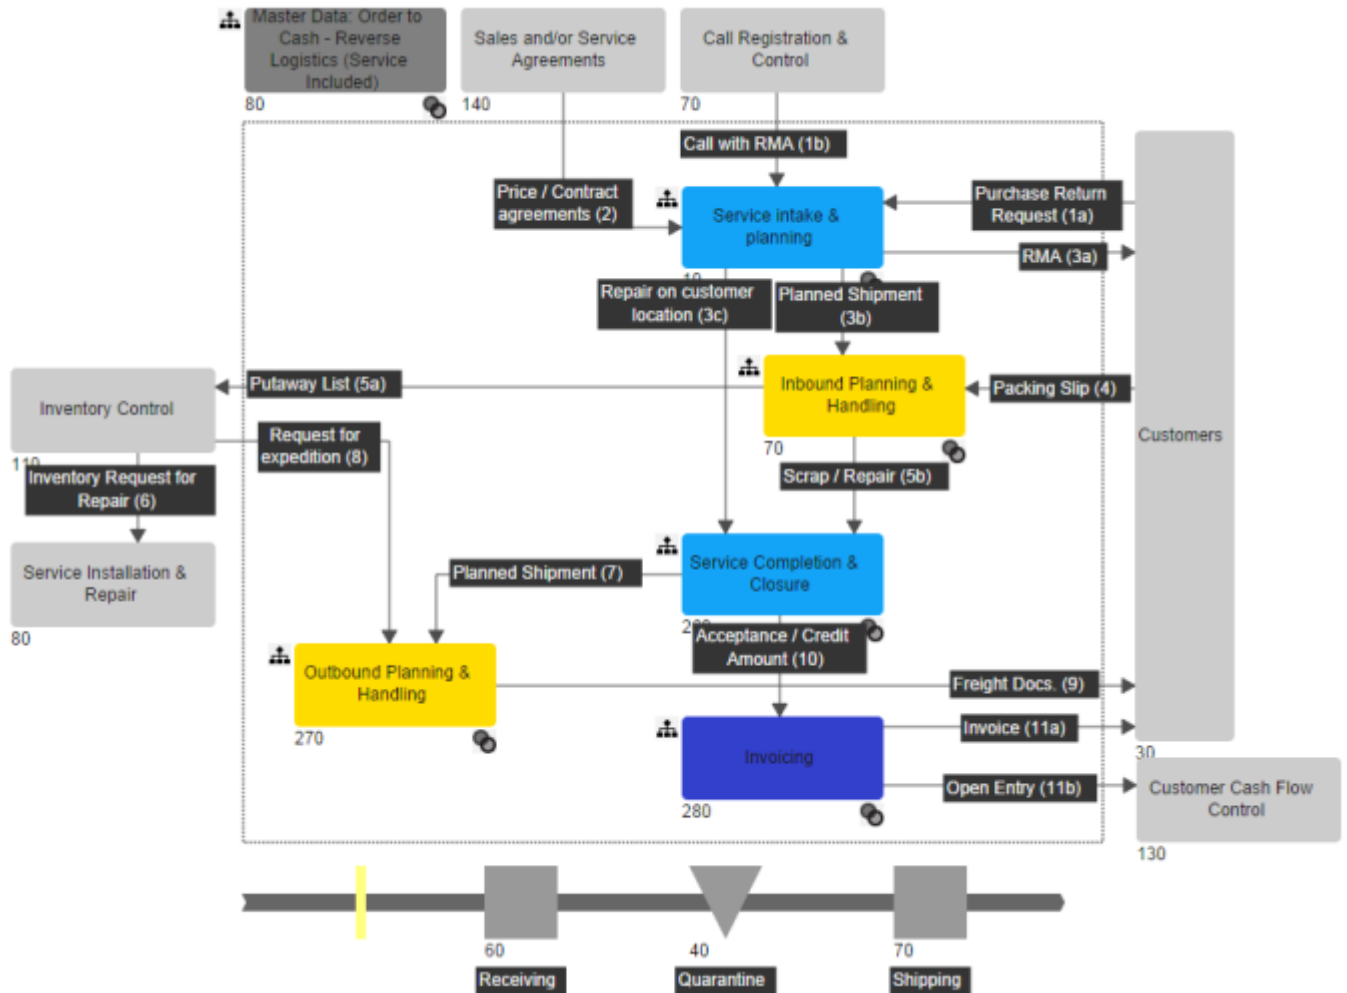 Master Data: Order to
Cash - Reverse
Logistics (Service
Included)
80
Sales and/or Service
Agreements
140
Call Registration &
Control
70
Call with RMA (1b)
Price / Contract
agreements (2)
Service intake &
planning
Purchase Return
Request (1a)
RMA (3a)
Repair on customer
location (3c)
Planned Shipment
(3b)
Inventory Control
110
Putaway List (5a)
Inbound Planning &
Handling
70
Packing Slip (4)
Customers
30
Request for
expedition (8)
Inventory Request for
Repair (6)
Scrap / Repair (5b)
Service Installation &
Repair
80
Planned Shipment (7)
Service Completion &
Closure
Acceptance / Credit
Amount (10)
Outbound Planning &
Handling
270
Freight Docs. (9)
Invoicing
280
Invoice (11a)
Open Entry (11b)
Customer Cash Flow
Control
130
60
Receiving
40
Quarantine
70
Shipping